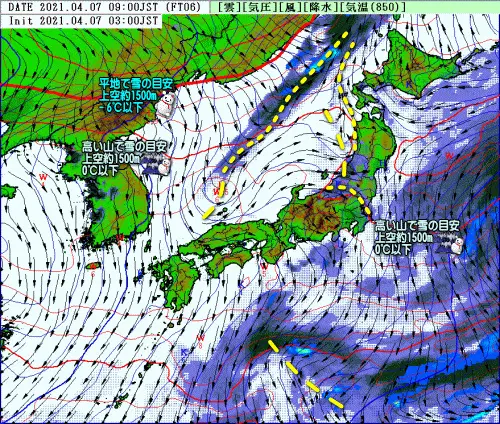 DATE 2021.04.07 09:00JST (FT06)
[雲][気圧][風][降水][気温(850)]
Init 2021.04.07 03:00JST
平地で雪の目安
上空約1500m
-6℃以下
高い山で雪の目安
上空約1500m
0℃以下
高い山で雪の目安
上空約1500m
0℃以下
W
W
W
W